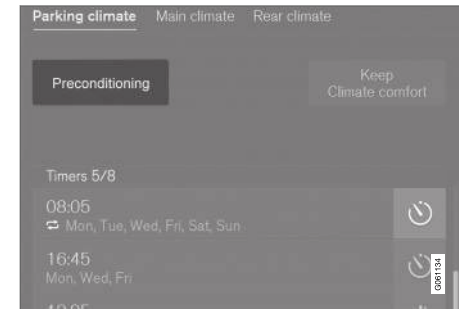 Parking climate Main climate Rear climate
Preconditioning
Keep
Climate comfort
Timers 5/8
08:05
Mon, Tue, Wed, Fri, Sat, Sun
16:45
Mon, Wed, Fri
G061134